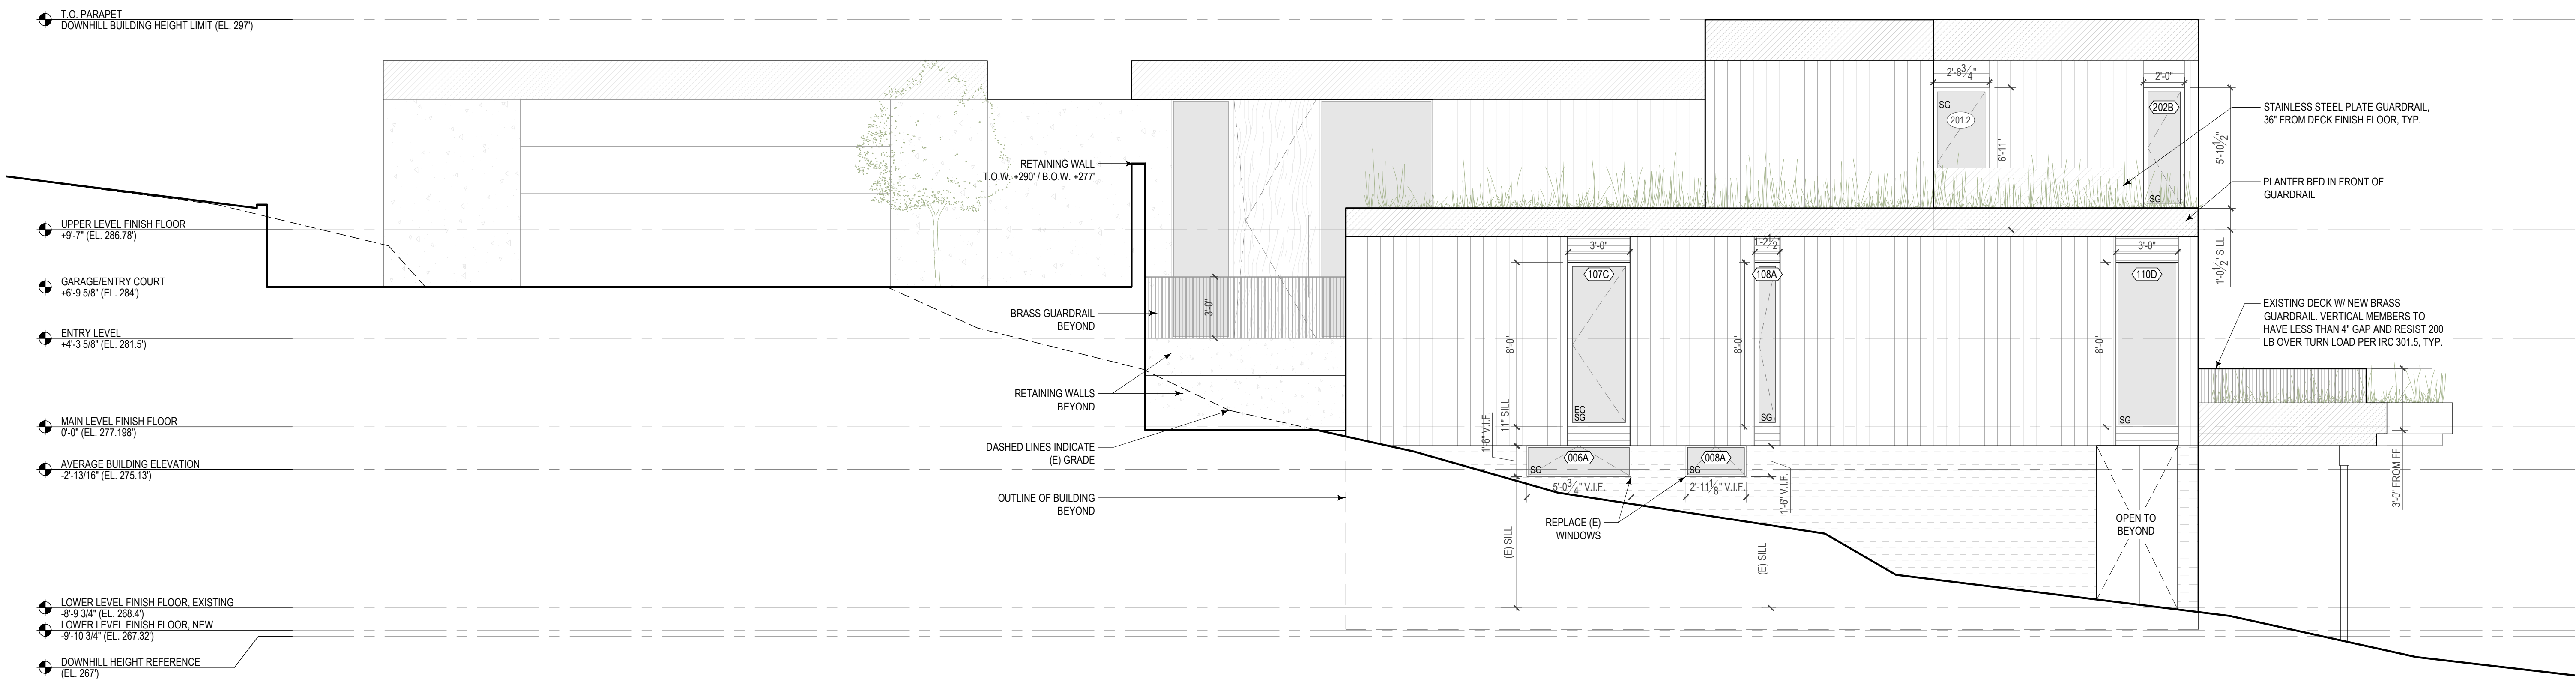 T.O. PARAPET
DOWNHILL BUILDING HEIGHT LIMIT (EL. 297')
UPPER LEVEL FINISH FLOOR
+9'-7" (EL. 286.78')
GARAGE/ENTRY COURT
+6'-9 5/8" (EL. 284')
ENTRY LEVEL
+4'-3 5/8" (EL. 281.5')
MAIN LEVEL FINISH FLOOR
0'-0" (EL. 277.198')
AVERAGE BUILDING ELEVATION
-2'-13/16" (EL. 275.13')
LOWER LEVEL FINISH FLOOR, EXISTING
-8'-9 3/4" (EL. 268.4')
LOWER LEVEL FINISH FLOOR, NEW
-9'-10 3/4" (EL. 267.32')
DOWNHILL HEIGHT REFERENCE
(EL. 267')
RETAINING WALL
T.O.W. +290' / B.O.W. +277'
BRASS GUARDRAIL
BEYOND
3'-0"
RETAINING WALLS
BEYOND
DASHED LINES INDICATE
(E) GRADE
OUTLINE OF BUILDING
BEYOND
2'-8 3/4"
SG
201.2
6'-11"
2'-0"
202B
SG
5'-10 1/2"
1'-0 1/2" SILL
STAINLESS STEEL PLATE GUARDRAIL,
36" FROM DECK FINISH FLOOR, TYP.
PLANTER BED IN FRONT OF
GUARDRAIL
EXISTING DECK W/ NEW BRASS
GUARDRAIL. VERTICAL MEMBERS TO
HAVE LESS THAN 4" GAP AND RESIST 200
LB OVER TURN LOAD PER IRC 301.5, TYP.
3'-0"
107C
8'-0"
EG
SG
11" SILL
1'-6" V.I.F.
1'-2 1/2"
108A
8'-0"
SG
3'-0"
110D
8'-0"
SG
006A
SG
5'-0 3/4" V.I.F.
008A
SG
2'-11 1/8" V.I.F.
1'-6" V.I.F.
REPLACE (E)
WINDOWS
(E) SILL
(E) SILL
OPEN TO
BEYOND
3'-0" FROM FF